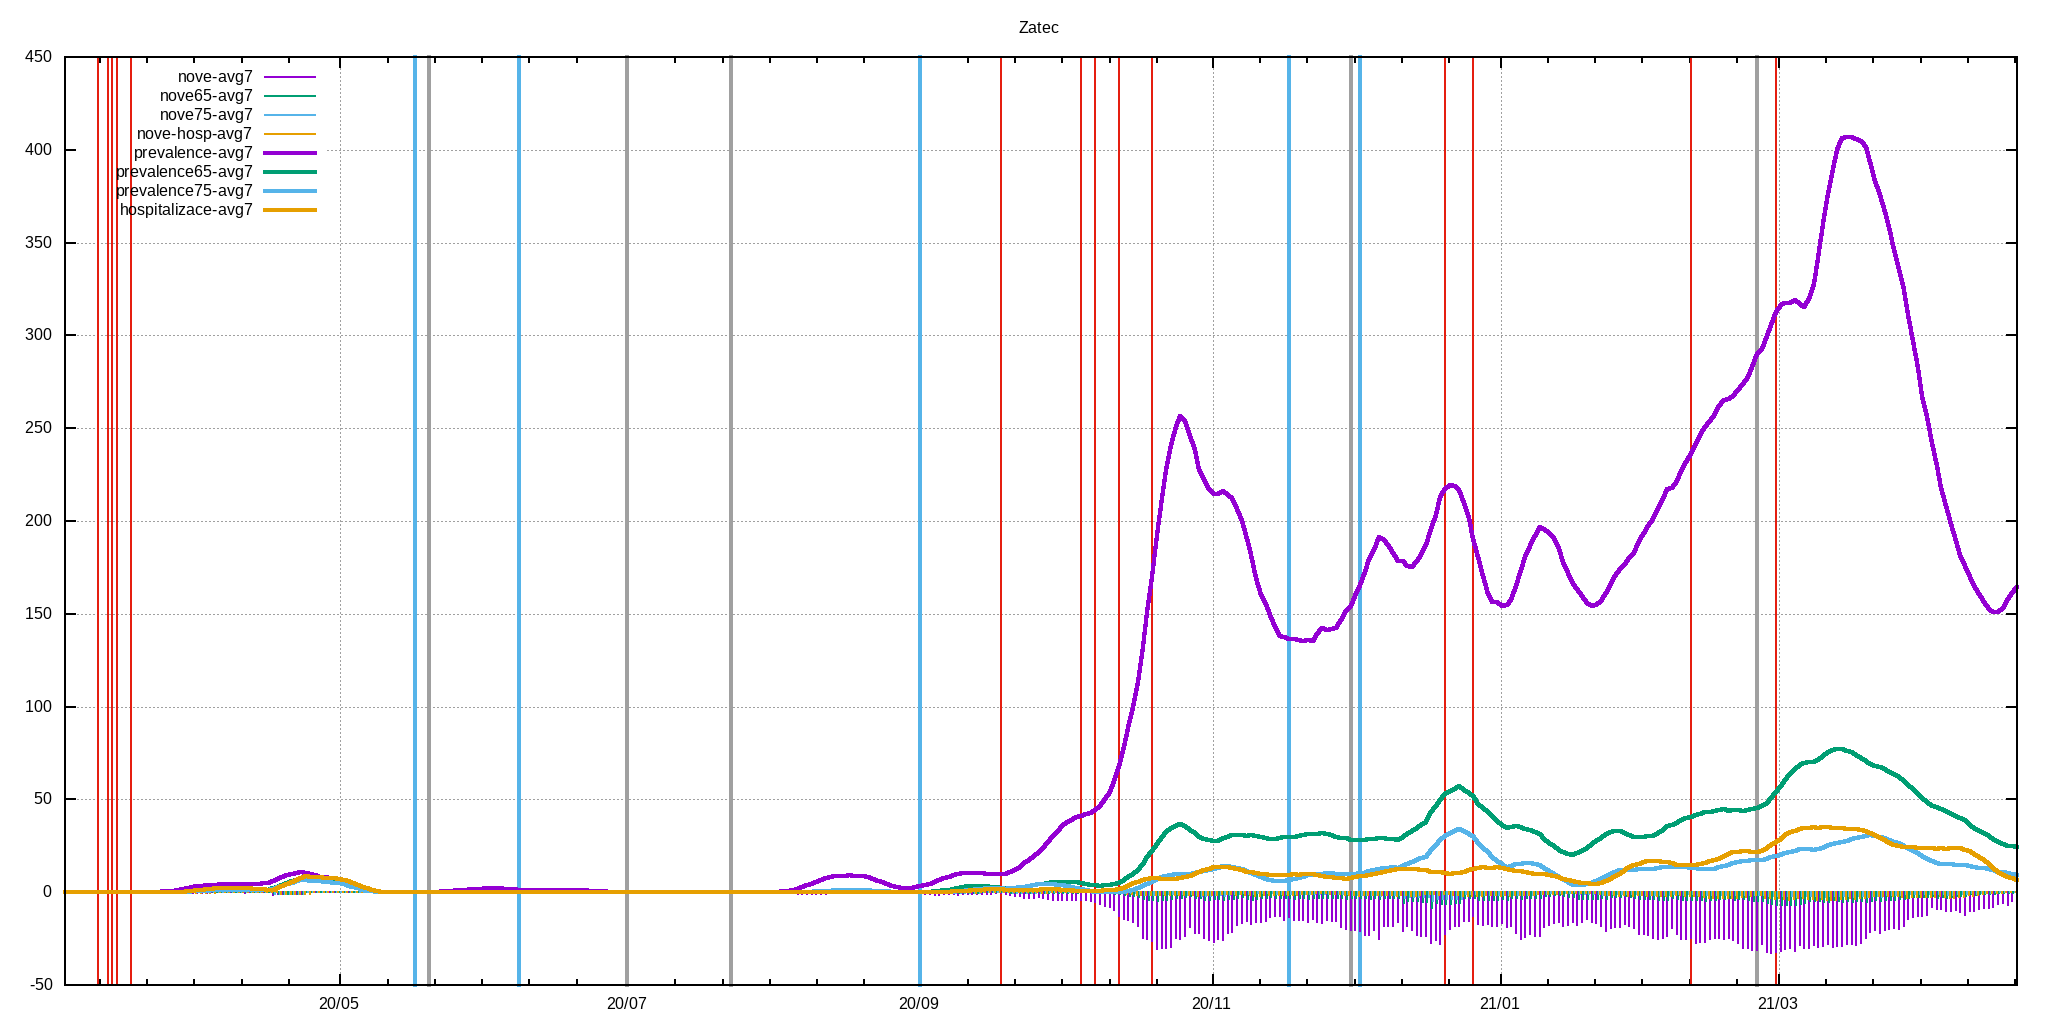 Zatec
450
400
350
300
250
200
150
100
50
0
-50
nove-avg7
nove65-avg7
nove75-avg7
nove-hosp-avg7
prevalence-avg7
prevalence65-avg7
prevalence75-avg7
hospitalizace-avg7
20/05 20/07 20/09 20/11 21/01 21/03